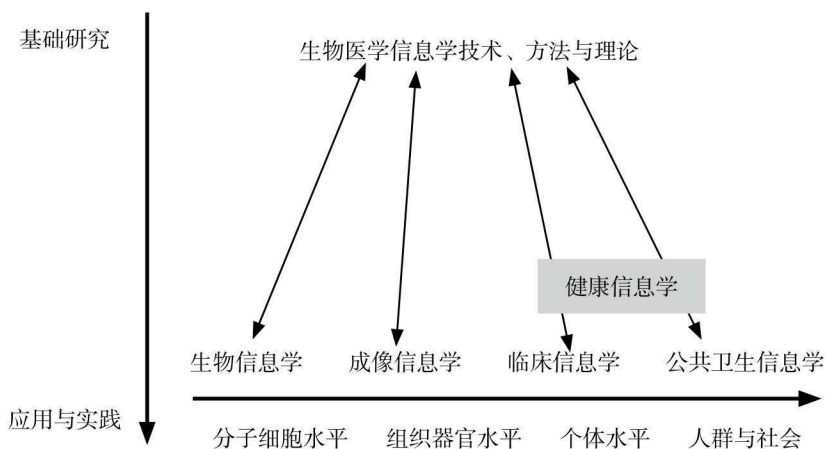 基础研究
生物医学信息学技术、方法与理论
健康信息学
生物信息学
成像信息学
临床信息学
公共卫生信息学
应用与实践
分子细胞水平
组织器官水平
个体水平
人群与社会